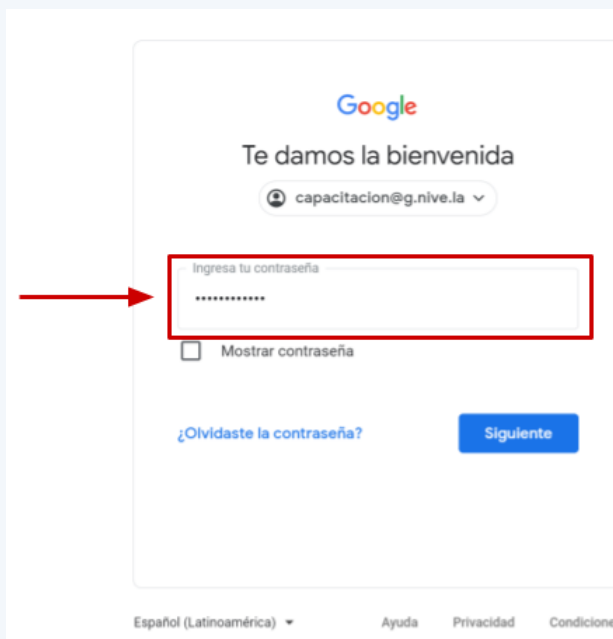 Google
Te damos la bienvenida
capacitacion@g.nive.la
Ingresa tu contraseña
••••••••••••
Mostrar contraseña
¿Olvidaste la contraseña? Siguiente
Español (Latinoamérica) Ayuda Privacidad Condicione